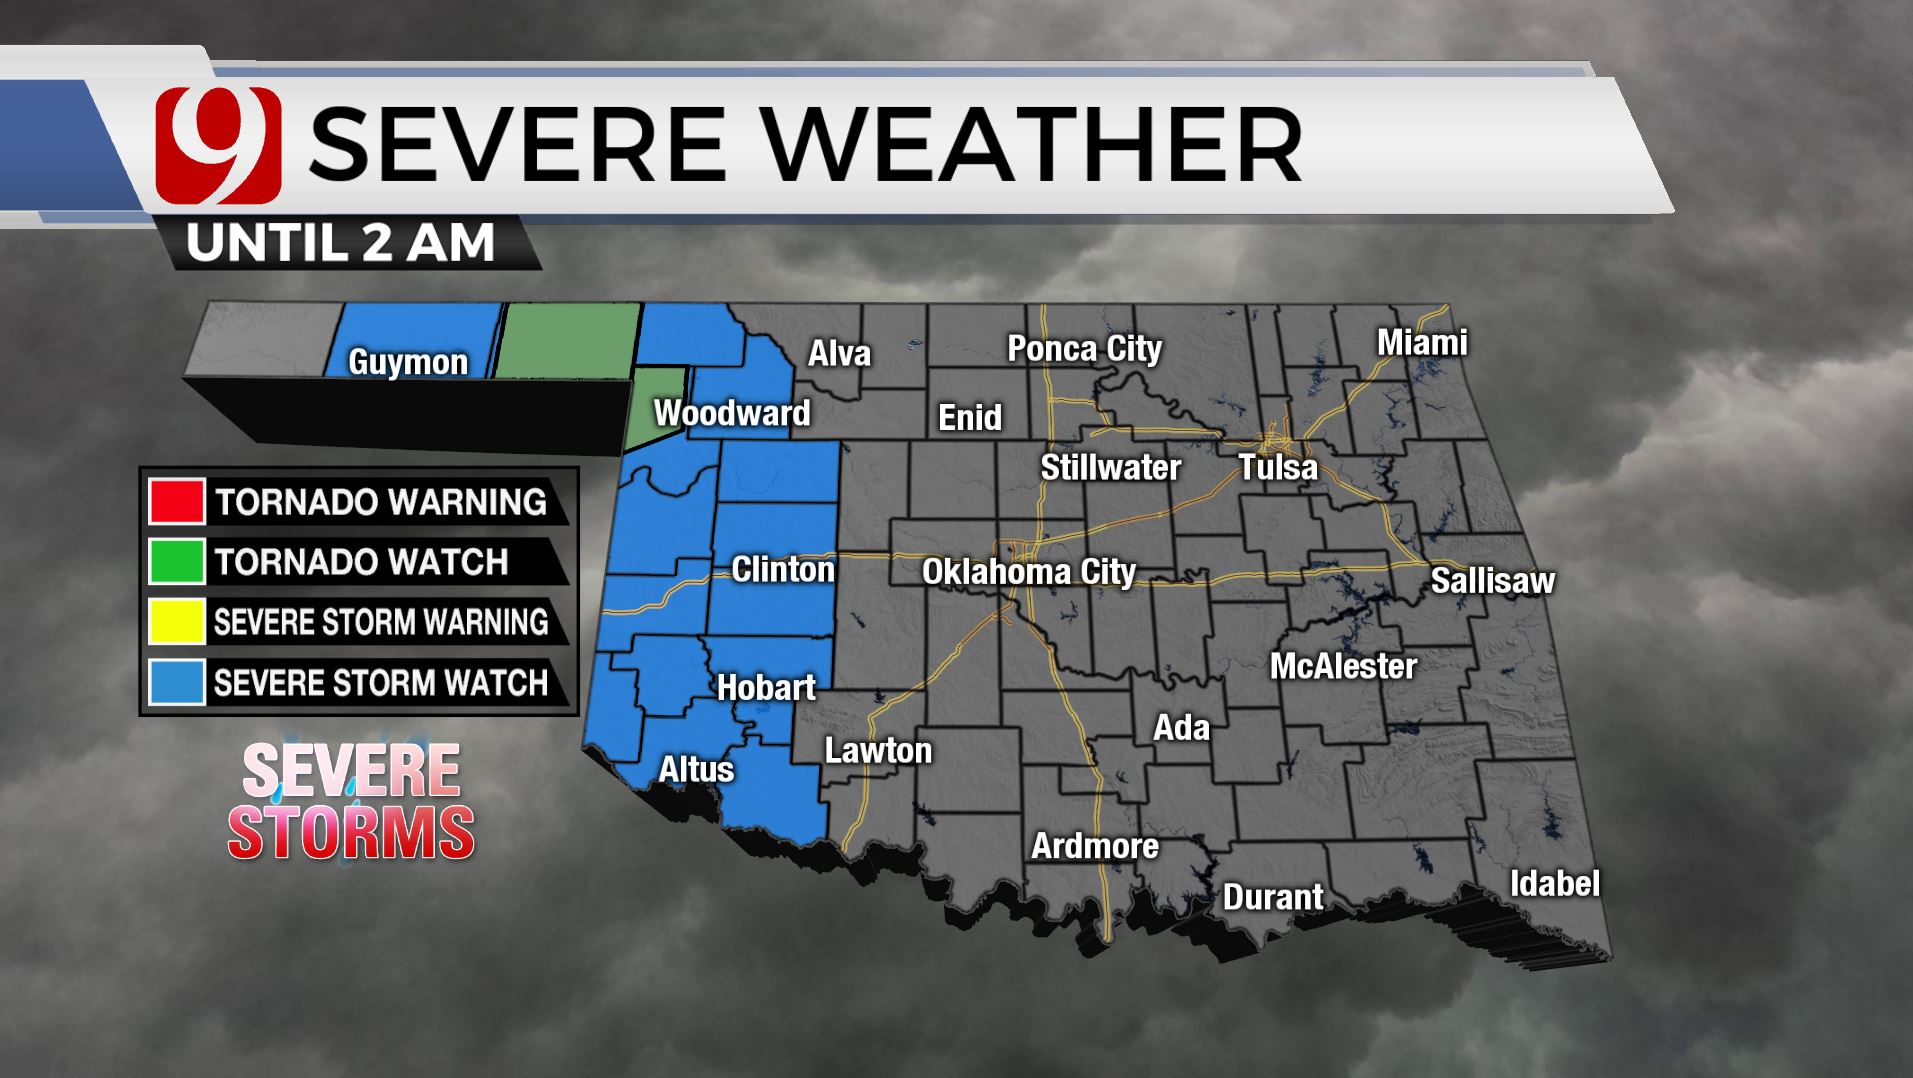 9 SEVERE WEATHER
UNTIL 2 AM
Guymon
Alva
Ponca City
Miami
Woodward
Enid
Stillwater
Tulsa
TORNADO WARNING
TORNADO WATCH
SEVERE STORM WARNING
SEVERE STORM WATCH
Clinton
Oklahoma City
Sallisaw
Hobart
McAlester
Altus
Lawton
Ada
Ardmore
Durant
Idabel
SEVERE
STORMS